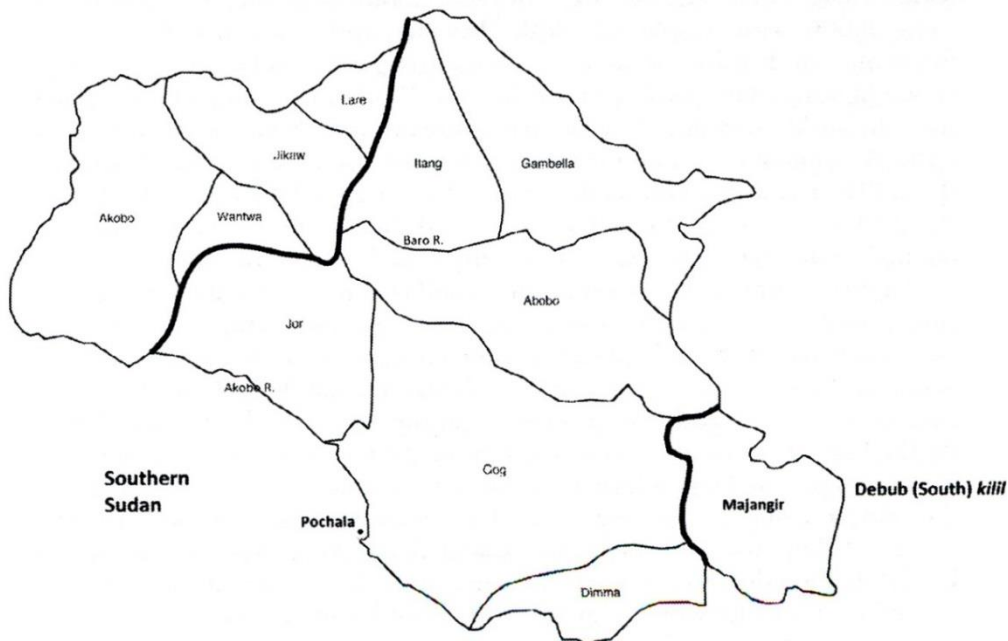 Lare
Jikaw
Itang
Gambella
Akobo
Wantwa
Baro R.
Abobo
Jor
Akobo R.
Gog
Southern
Sudan
Debub (South) kilil
Majangir
Pochala
Dimma